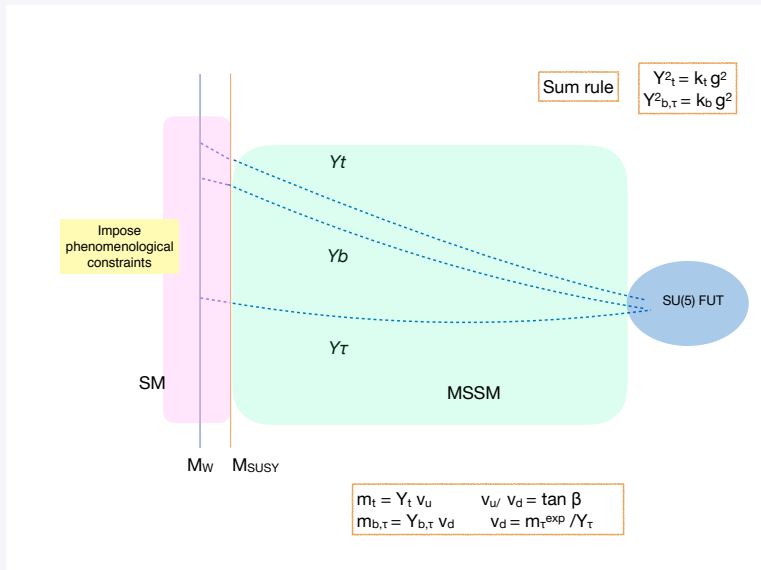 Sum rule
Y²t = kt g²
Y²b,τ = kb g²
Yt
Impose
phenomenological
constraints
Yb
SU(5) FUT
Yτ
SM
MSSM
MW MSUSY
mt = Yt vu vu/ vd = tan β
mb,τ = Yb,τ vd vd = mτexp /Yτ